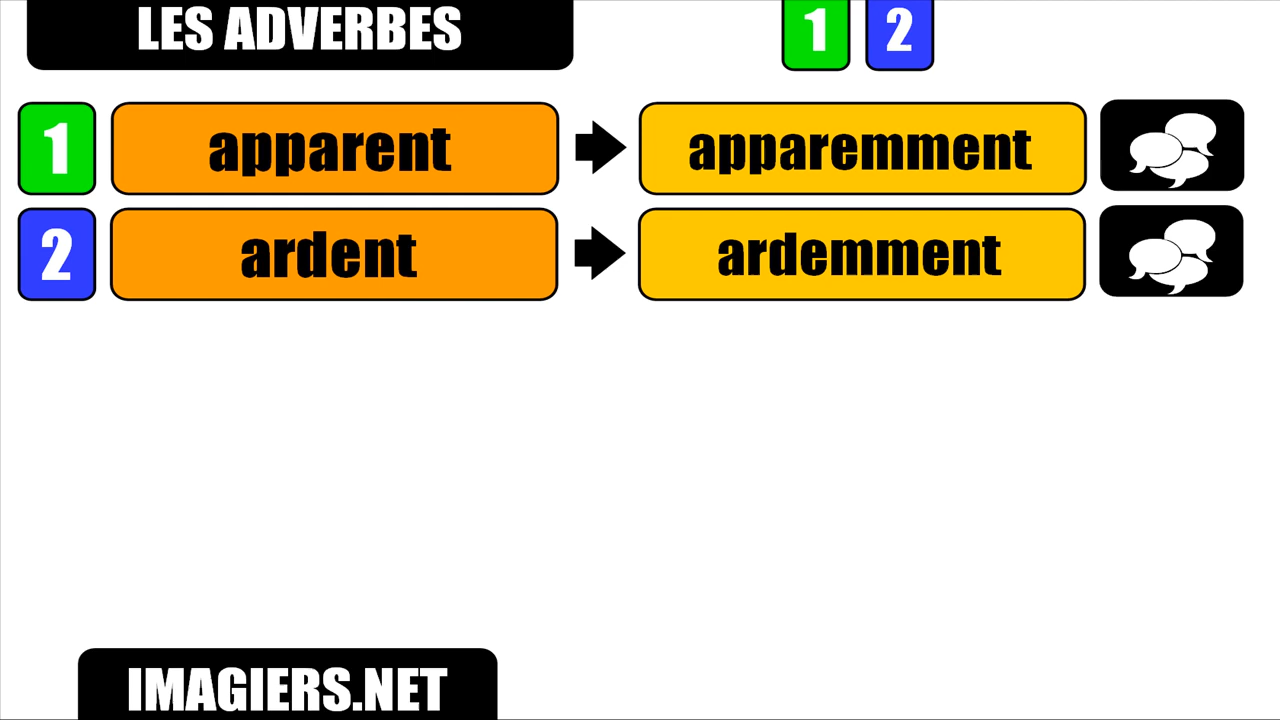 LES ADVERBES
1 2
1 apparent apparemment
2 ardent ardemment
IMAGIERS.NET